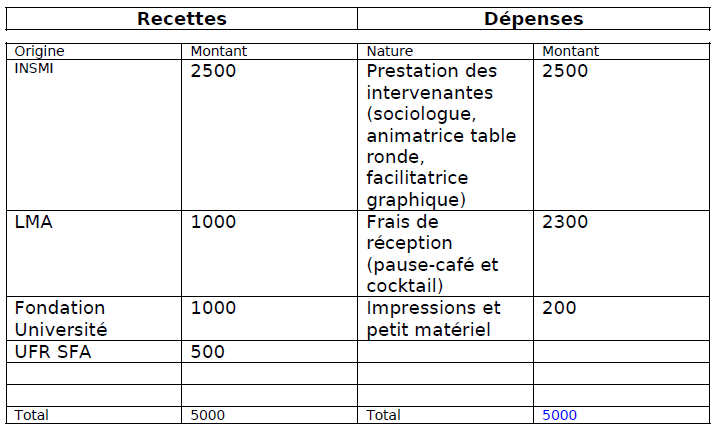 Recettes Dépenses
Origine Montant Nature Montant
INSMI 2500 Prestation des 2500
intervenantes
(sociologue,
animatrice table
ronde,
facilitatrice
graphique)
LMA 1000 Frais de 2300
réception
(pause-café et
cocktail)
Fondation 1000 Impressions et 200
Université petit matériel
UFR SFA 500
Total 5000 Total 5000